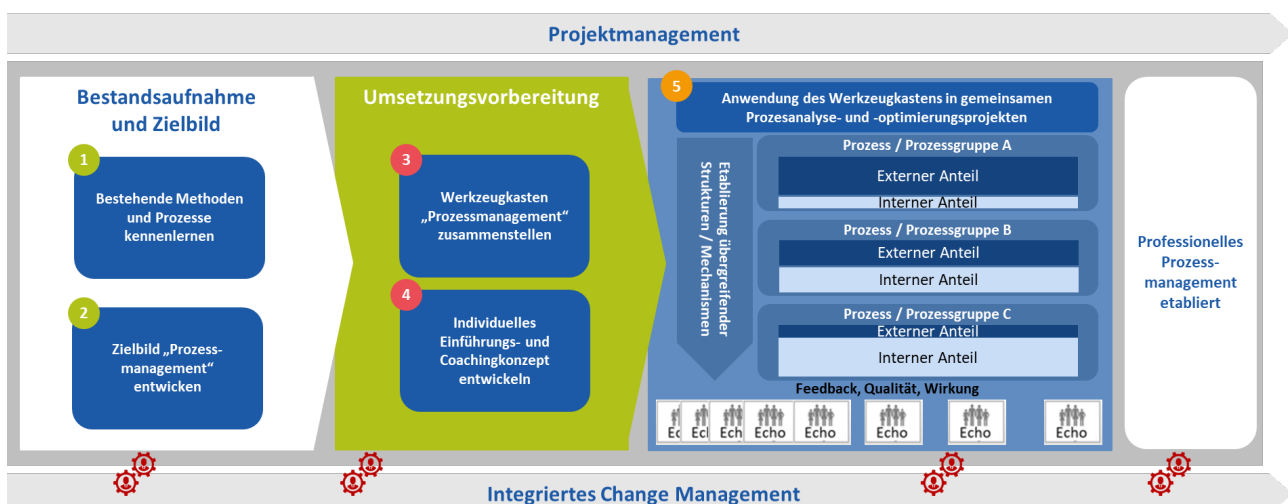 Projektmanagement
Bestandsaufnahme
und Zielbild
1
Bestehende Methoden
und Prozesse
kennenlernen
2
Zielbild „Prozess-
management“
entwicken
Umsetzungsvorbereitung
3
Werkzeugkasten
„Prozessmanagement“
zusammenstellen
4
Individuelles
Einführungs- und
Coachingkonzept
entwickeln
5
Anwendung des Werkzeugkastens in gemeinsamen
Prozesanalyse- und -optimierungsprojekten
Etablierung übergreifender
Strukturen / Mechanismen
Prozess / Prozessgruppe A
Externer Anteil
Interner Anteil
Prozess / Prozessgruppe B
Externer Anteil
Interner Anteil
Prozess / Prozessgruppe C
Externer Anteil
Interner Anteil
Feedback, Qualität, Wirkung
Echo
Echo
Echo
Echo
Echo
Professionelles
Prozess-
management
etabliert
Integriertes Change Management